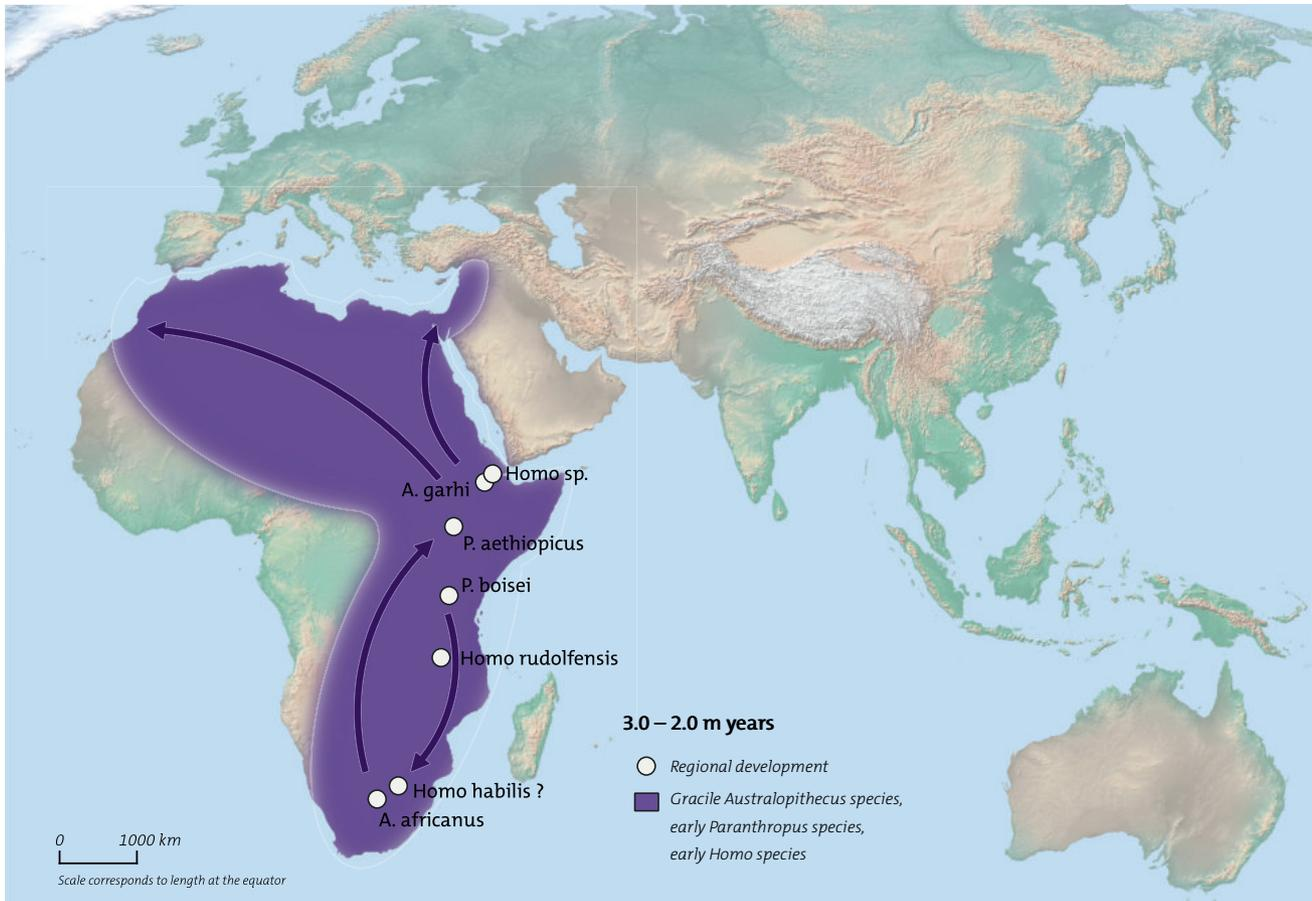 Homo sp.
A. garhi
P. aethiopicus
P. boisei
Homo rudolfensis
Homo habilis ?
A. africanus
3.0 – 2.0 m years
Regional development
Gracile Australopithecus species,
early Paranthropus species,
early Homo species
0 1000 km
Scale corresponds to length at the equator